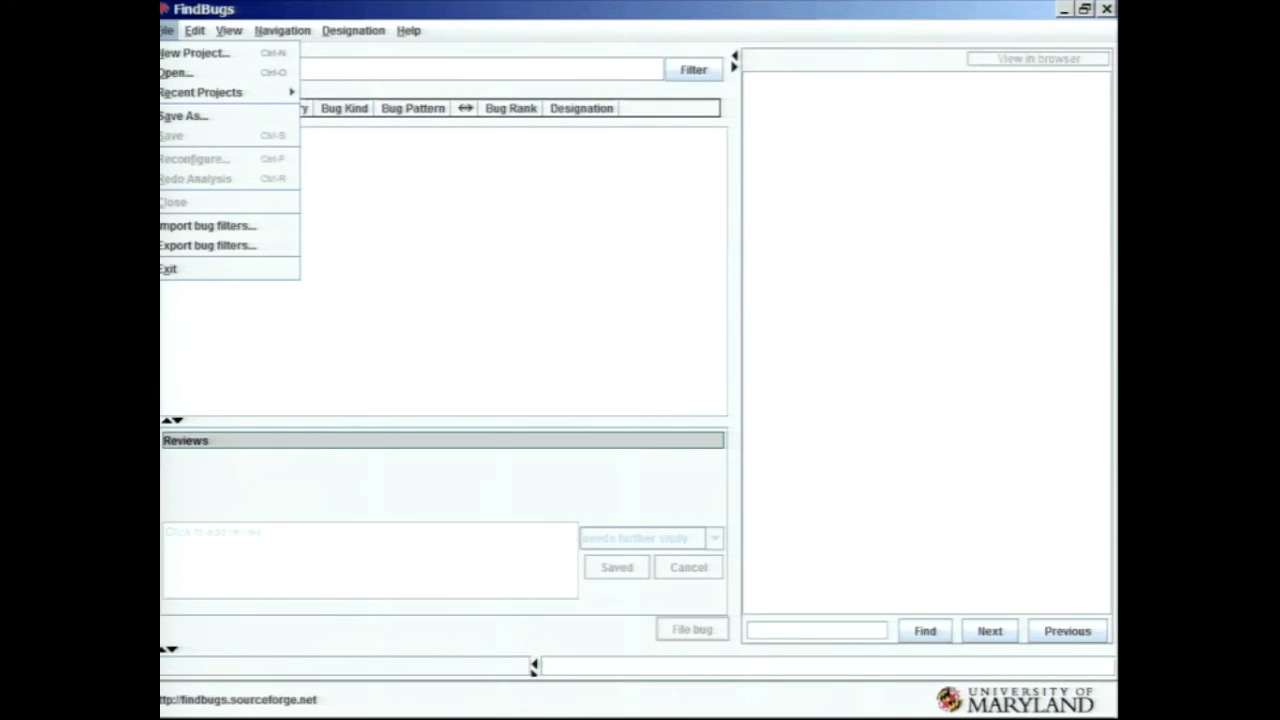 FindBugs
ile Edit View Navigation Designation Help
New Project... Ctrl-N
Open... Ctrl-O
Recent Projects
Save As...
Save Ctrl-S
Reconfigure... Ctrl-F
Redo Analysis Ctrl-R
Close
Import bug filters...
Export bug filters...
Exit
Filter
y Bug Kind Bug Pattern Bug Rank Designation
View in browser
Reviews
Click to add review
needs further study
Saved Cancel
File bug
Find Next Previous
ttp://findbugs.sourceforge.net
UNIVERSITY OF
MARYLAND